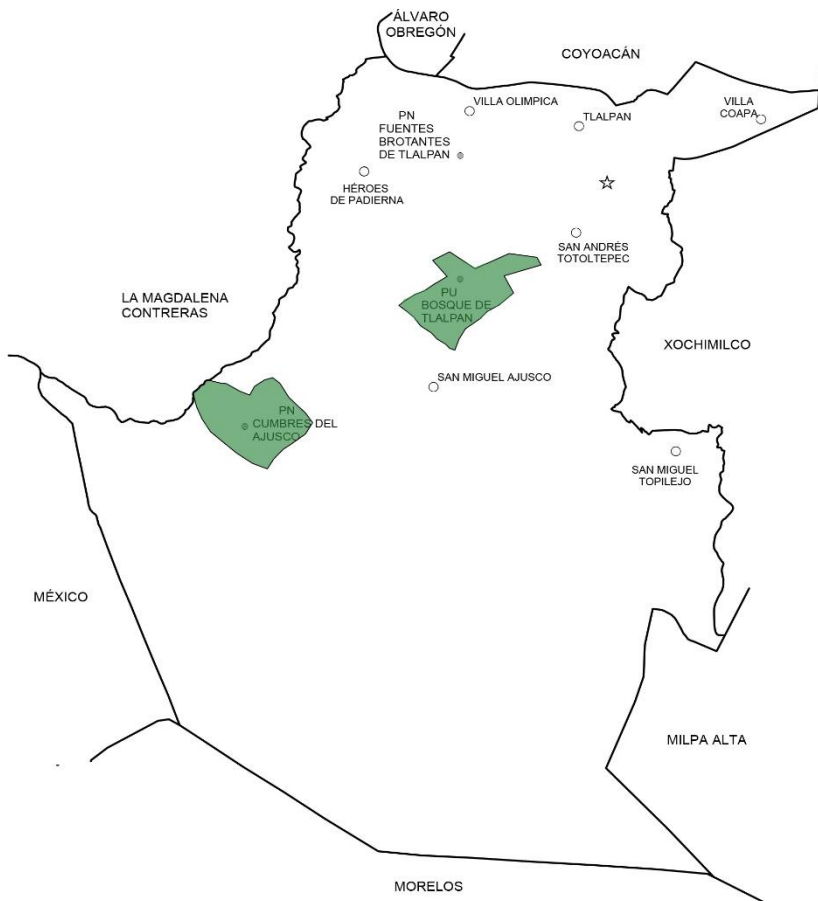 ÁLVARO
OBREGÓN
COYOACÁN
VILLA OLIMPICA
PN
FUENTES
BROTANTES
DE TLALPAN
TLALPAN
VILLA
COAPA
HÉROES
DE PADIERNA
SAN ANDRÉS
TOTOLTEPEC
LA MAGDALENA
CONTRERAS
PU
BOSQUE DE
TLALPAN
XOCHIMILCO
SAN MIGUEL AJUSCO
PN
CUMBRES DEL
AJUSCO
SAN MIGUEL
TOPILEJO
MÉXICO
MILPA ALTA
MORELOS